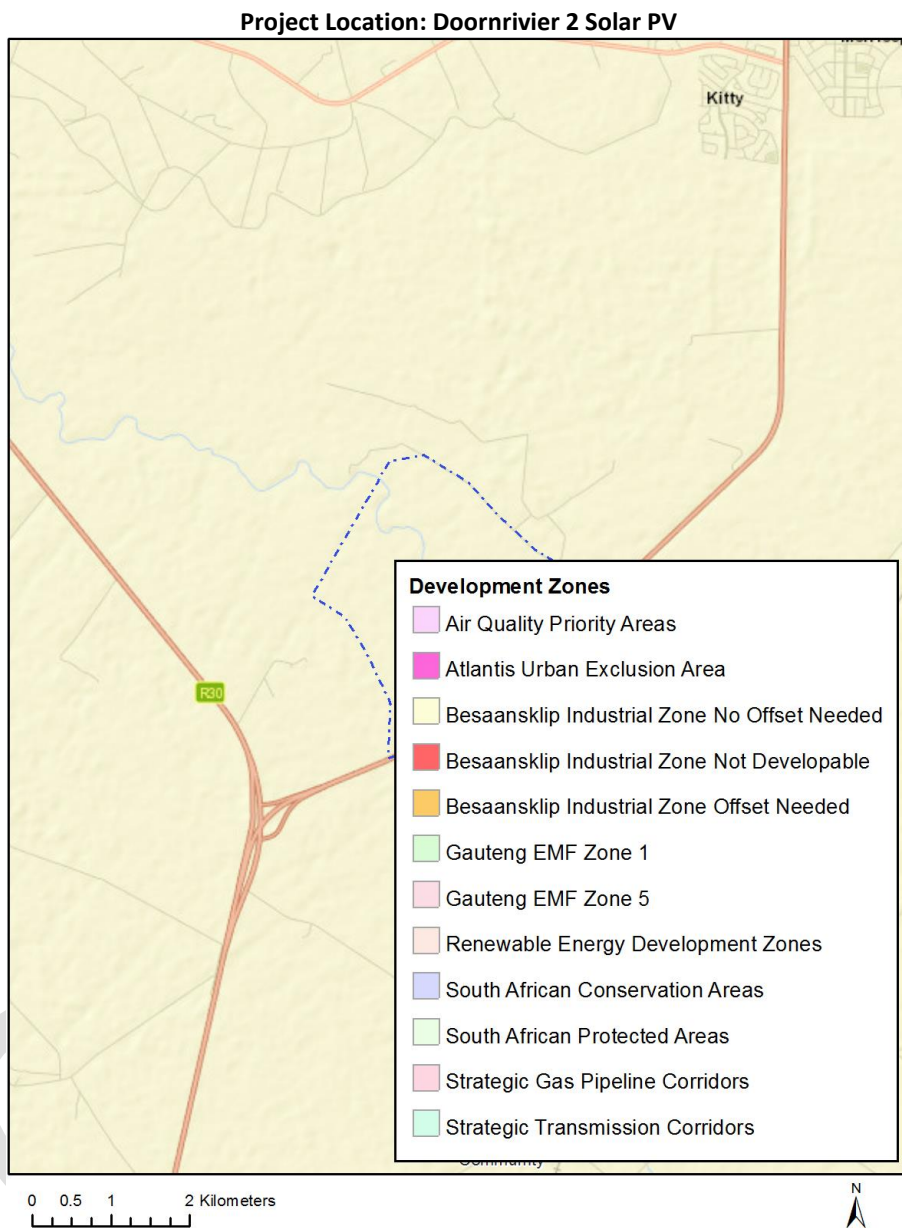 Project Location: Doornrivier 2 Solar PV
Kitty
R30
Development Zones
Air Quality Priority Areas
Atlantis Urban Exclusion Area
Besaansklip Industrial Zone No Offset Needed
Besaansklip Industrial Zone Not Developable
Besaansklip Industrial Zone Offset Needed
Gauteng EMF Zone 1
Gauteng EMF Zone 5
Renewable Energy Development Zones
South African Conservation Areas
South African Protected Areas
Strategic Gas Pipeline Corridors
Strategic Transmission Corridors
Community
0 0.5 1 2 Kilometers
N